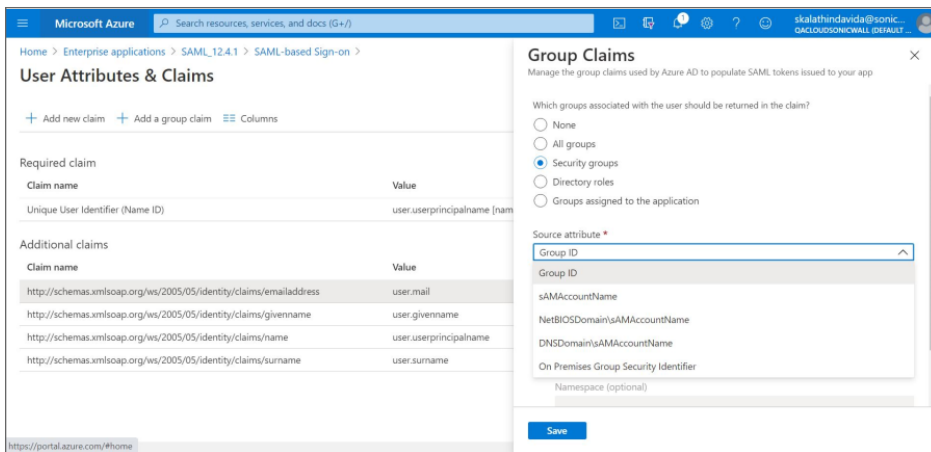 Microsoft Azure
Search resources, services, and docs (G+/)
1
skalathindavida@sonic...
QACLOUDSONICWALL (DEFAULT ...
Home > Enterprise applications > SAML_12.4.1 > SAML-based Sign-on >
User Attributes & Claims
+ Add new claim + Add a group claim Columns
Required claim
Claim name Value
Unique User Identifier (Name ID) user.userprincipalname [nam
Additional claims
Claim name Value
http://schemas.xmlsoap.org/ws/2005/05/identity/claims/emailaddress user.mail
http://schemas.xmlsoap.org/ws/2005/05/identity/claims/givenname user.givenname
http://schemas.xmlsoap.org/ws/2005/05/identity/claims/name user.userprincipalname
http://schemas.xmlsoap.org/ws/2005/05/identity/claims/surname user.surname
https://portal.azure.com/#home
Group Claims
Manage the group claims used by Azure AD to populate SAML tokens issued to your app
Which groups associated with the user should be returned in the claim?
None
All groups
Security groups
Directory roles
Groups assigned to the application
Source attribute *
Group ID
Group ID
sAMAccountName
NetBIOSDomain\sAMAccountName
DNSDomain\sAMAccountName
On Premises Group Security Identifier
Namespace (optional)
Save